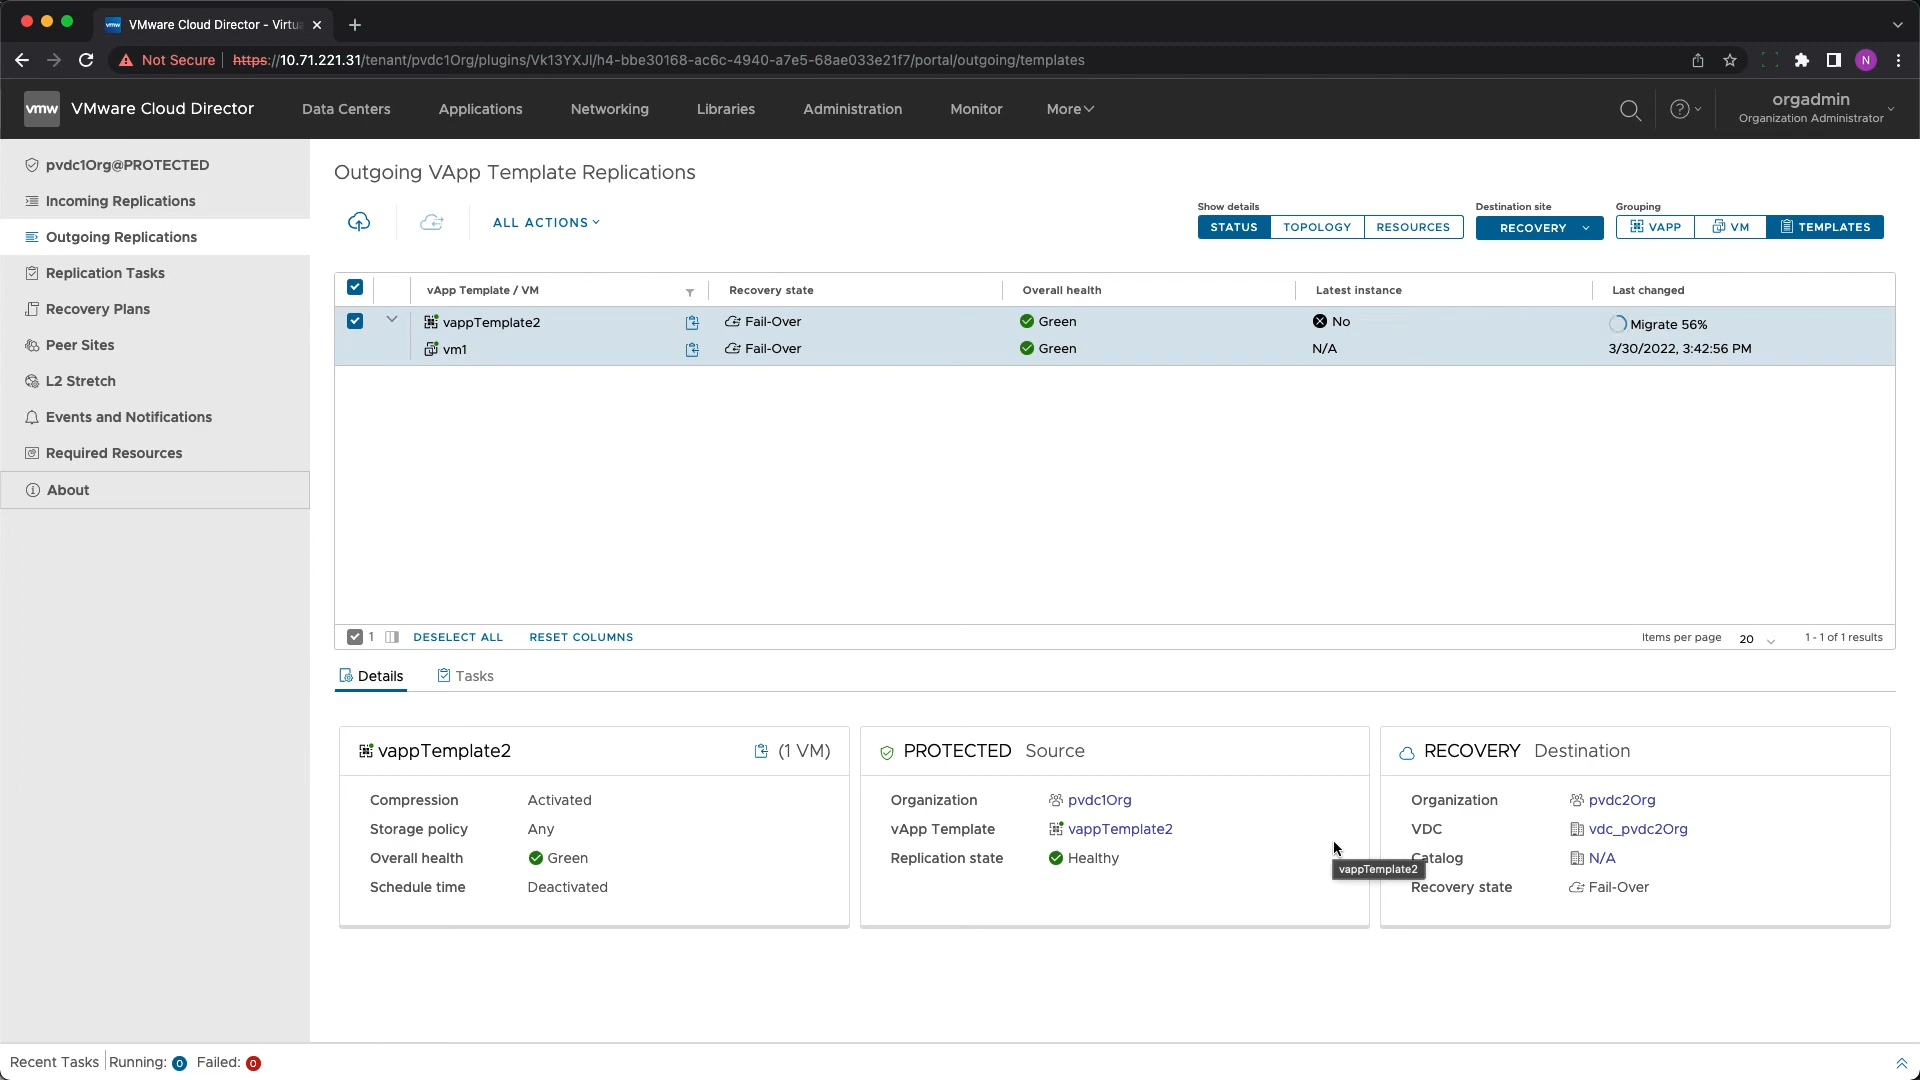 VMware Cloud Director - Virtu
Not Secure
https://10.71.221.31/tenant/pvdc1Org/plugins/Vk13YXJl/h4-bbe30168-ac6c-4940-a7e5-68ae033e21f7/portal/outgoing/templates
N
vmw VMware Cloud Director
Data Centers
Applications
Networking
Libraries
Administration
Monitor
More
orgadmin
Organization Administrator
pvdc1Org@PROTECTED
Incoming Replications
Outgoing Replications
Replication Tasks
Recovery Plans
Peer Sites
L2 Stretch
Events and Notifications
Required Resources
About
Outgoing VApp Template Replications
ALL ACTIONS
Show details
STATUS TOPOLOGY RESOURCES
Destination site
RECOVERY
Grouping
VAPP VM TEMPLATES
vApp Template / VM Recovery state Overall health Latest instance Last changed
vappTemplate2 Fail-Over Green No Migrate 56%
vm1 Fail-Over Green N/A 3/30/2022, 3:42:56 PM
1 DESELECT ALL RESET COLUMNS
Items per page 20 1 - 1 of 1 results
Details Tasks
vappTemplate2 (1 VM)
Compression Activated
Storage policy Any
Overall health Green
Schedule time Deactivated
PROTECTED Source
Organization pvdc1Org
vApp Template vappTemplate2
Replication state Healthy
vappTemplate2
RECOVERY Destination
Organization pvdc2Org
VDC vdc_pvdc2Org
Catalog N/A
Recovery state Fail-Over
Recent Tasks Running: 0 Failed: 0